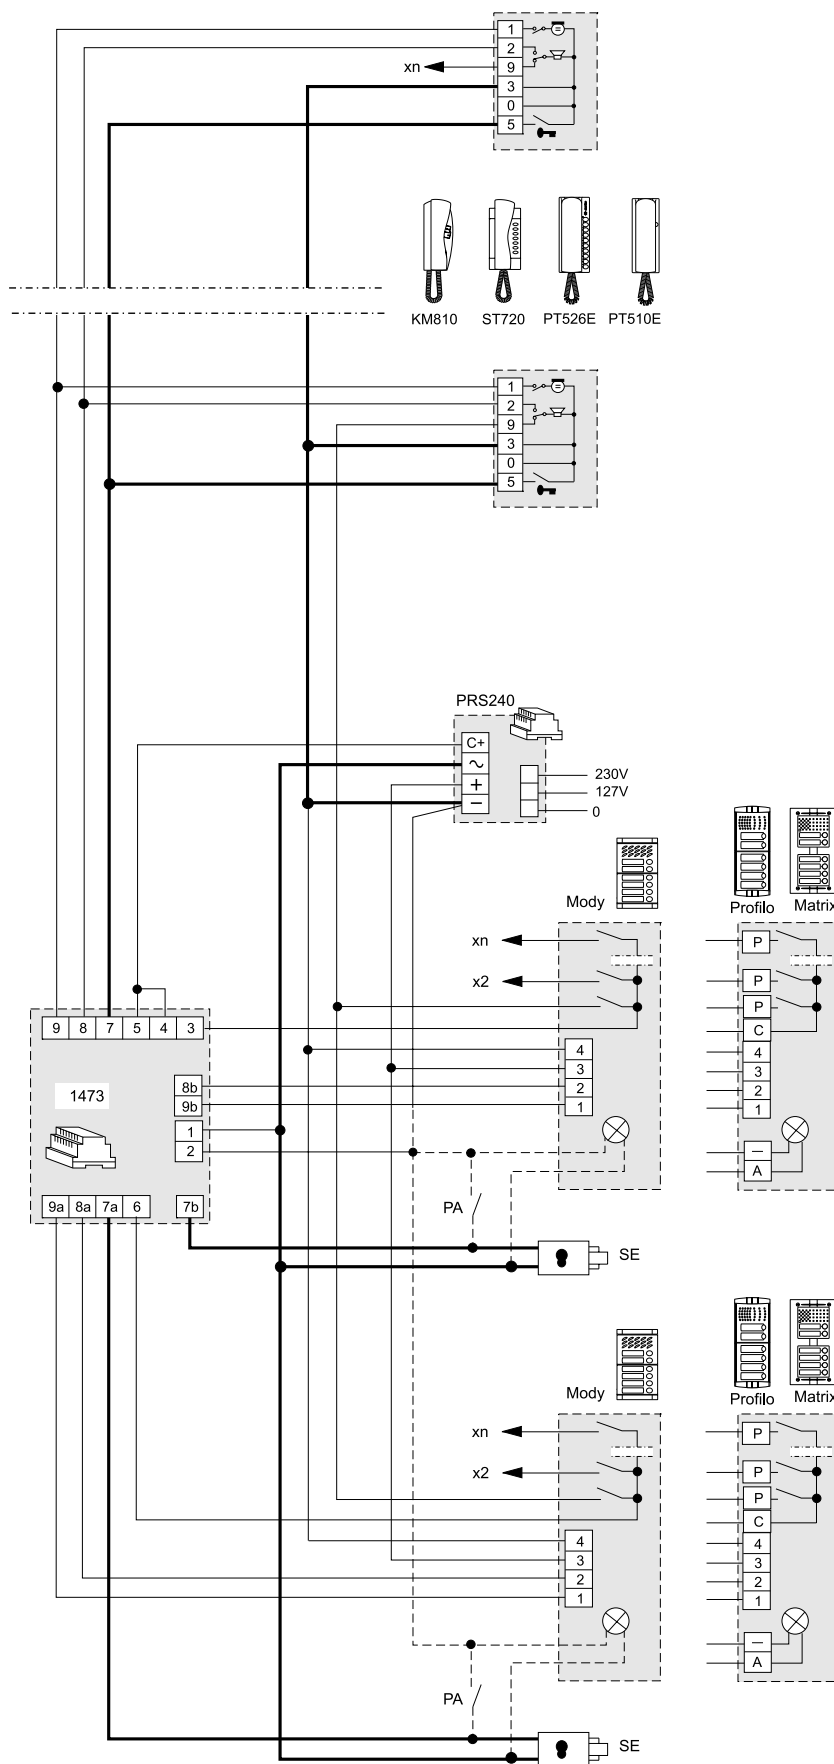 1
2
xn 9
3
0
5
KM810 ST720 PT526E PT510E
1
2
9
3
0
5
PRS240
C+
~
+
−
230V
127V
0
Mody
Profilo Matrix
xn P
x2 P
P
C
9 8 7 5 4 3
4 4
3 3
2 2
1 1
1473
8b
9b
1
2
—
A
9a 8a 7a 6 7b
PA
SE
Mody
Profilo Matrix
xn P
x2 P
P
C
4 4
3 3
2 2
1 1
—
A
PA
SE